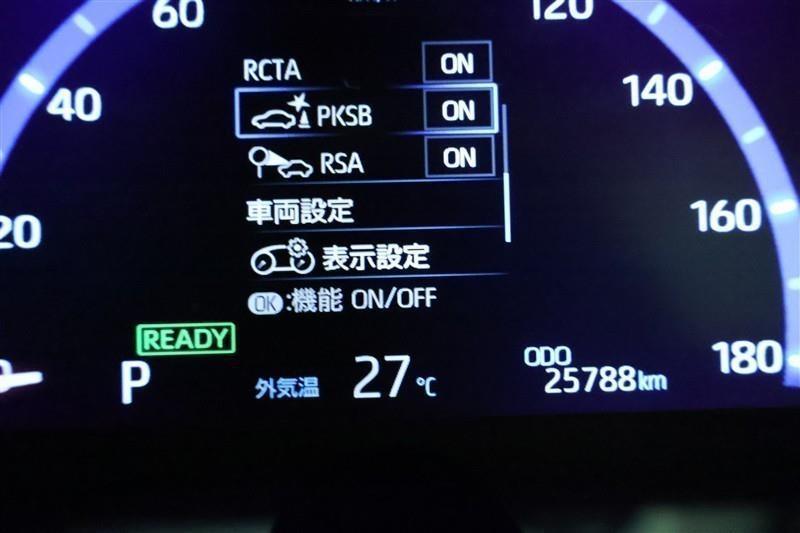 60
120
RCTA ON
40
140
PKSB ON
RSA ON
車両設定
20
160
表示設定
OK:機能 ON/OFF
READY
P
外気温 27℃
ODO
25788km
180